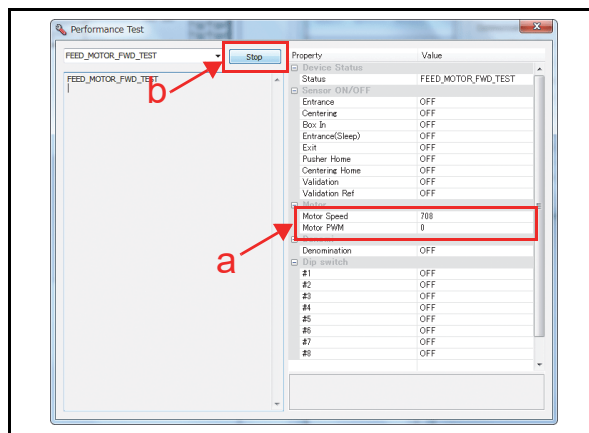 Performance Test
FEED_MOTOR_FWD_TEST
Stop
FEED_MOTOR_FWD_TEST
b
a
Property Value
Device Status
Status FEED_MOTOR_FWD_TEST
Sensor ON/OFF
Entrance OFF
Centering OFF
Box In OFF
Entrance(Sleep) OFF
Exit OFF
Pusher Home OFF
Centering Home OFF
Validation OFF
Validation Ref OFF
Motor
Motor Speed 708
Motor PWM 0
Denomination OFF
Dip switch
#1 OFF
#2 OFF
#3 OFF
#4 OFF
#5 OFF
#6 OFF
#7 OFF
#8 OFF